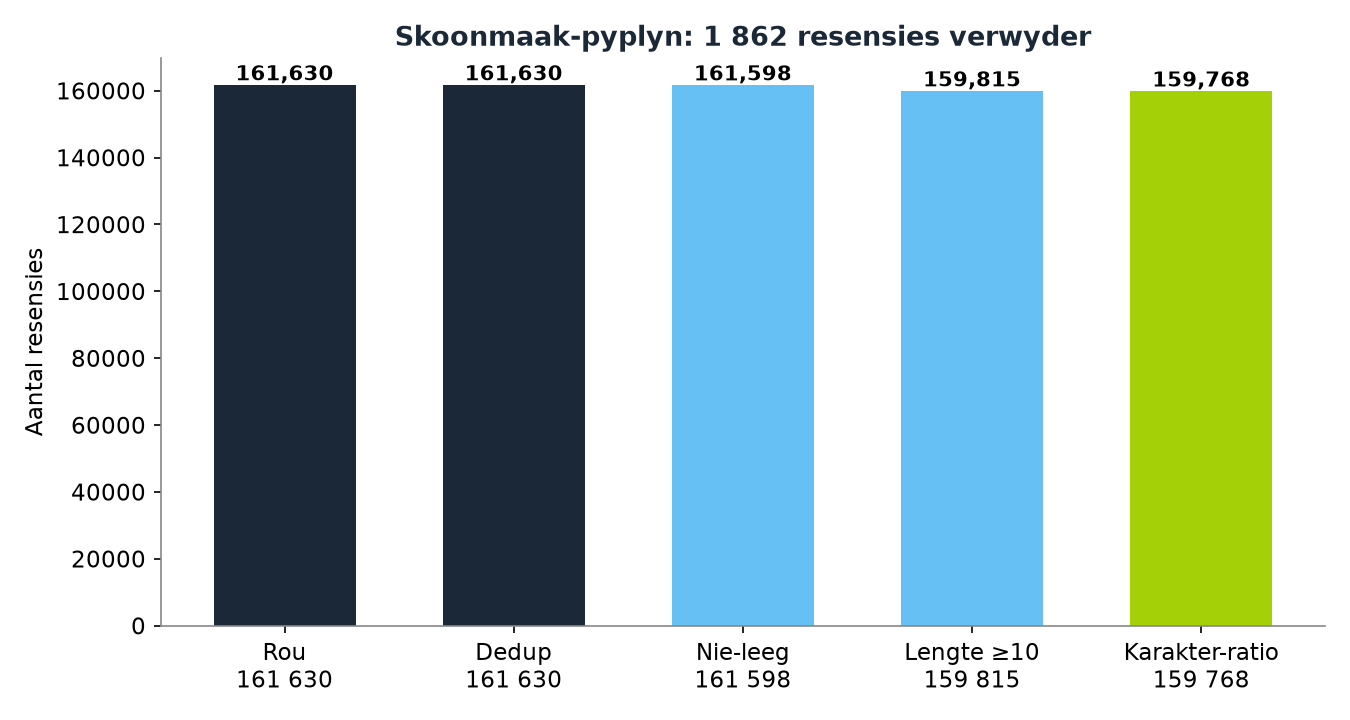 Skoonmaak-pyplyn: 1 862 resensies verwyder
161,630
161,630
161,598
159,815
159,768
Aantal resensies
160000
140000
120000
100000
80000
60000
40000
20000
0
Rou
161 630
Dedup
161 630
Nie-leeg
161 598
Lengte ≥10
159 815
Karakter-ratio
159 768